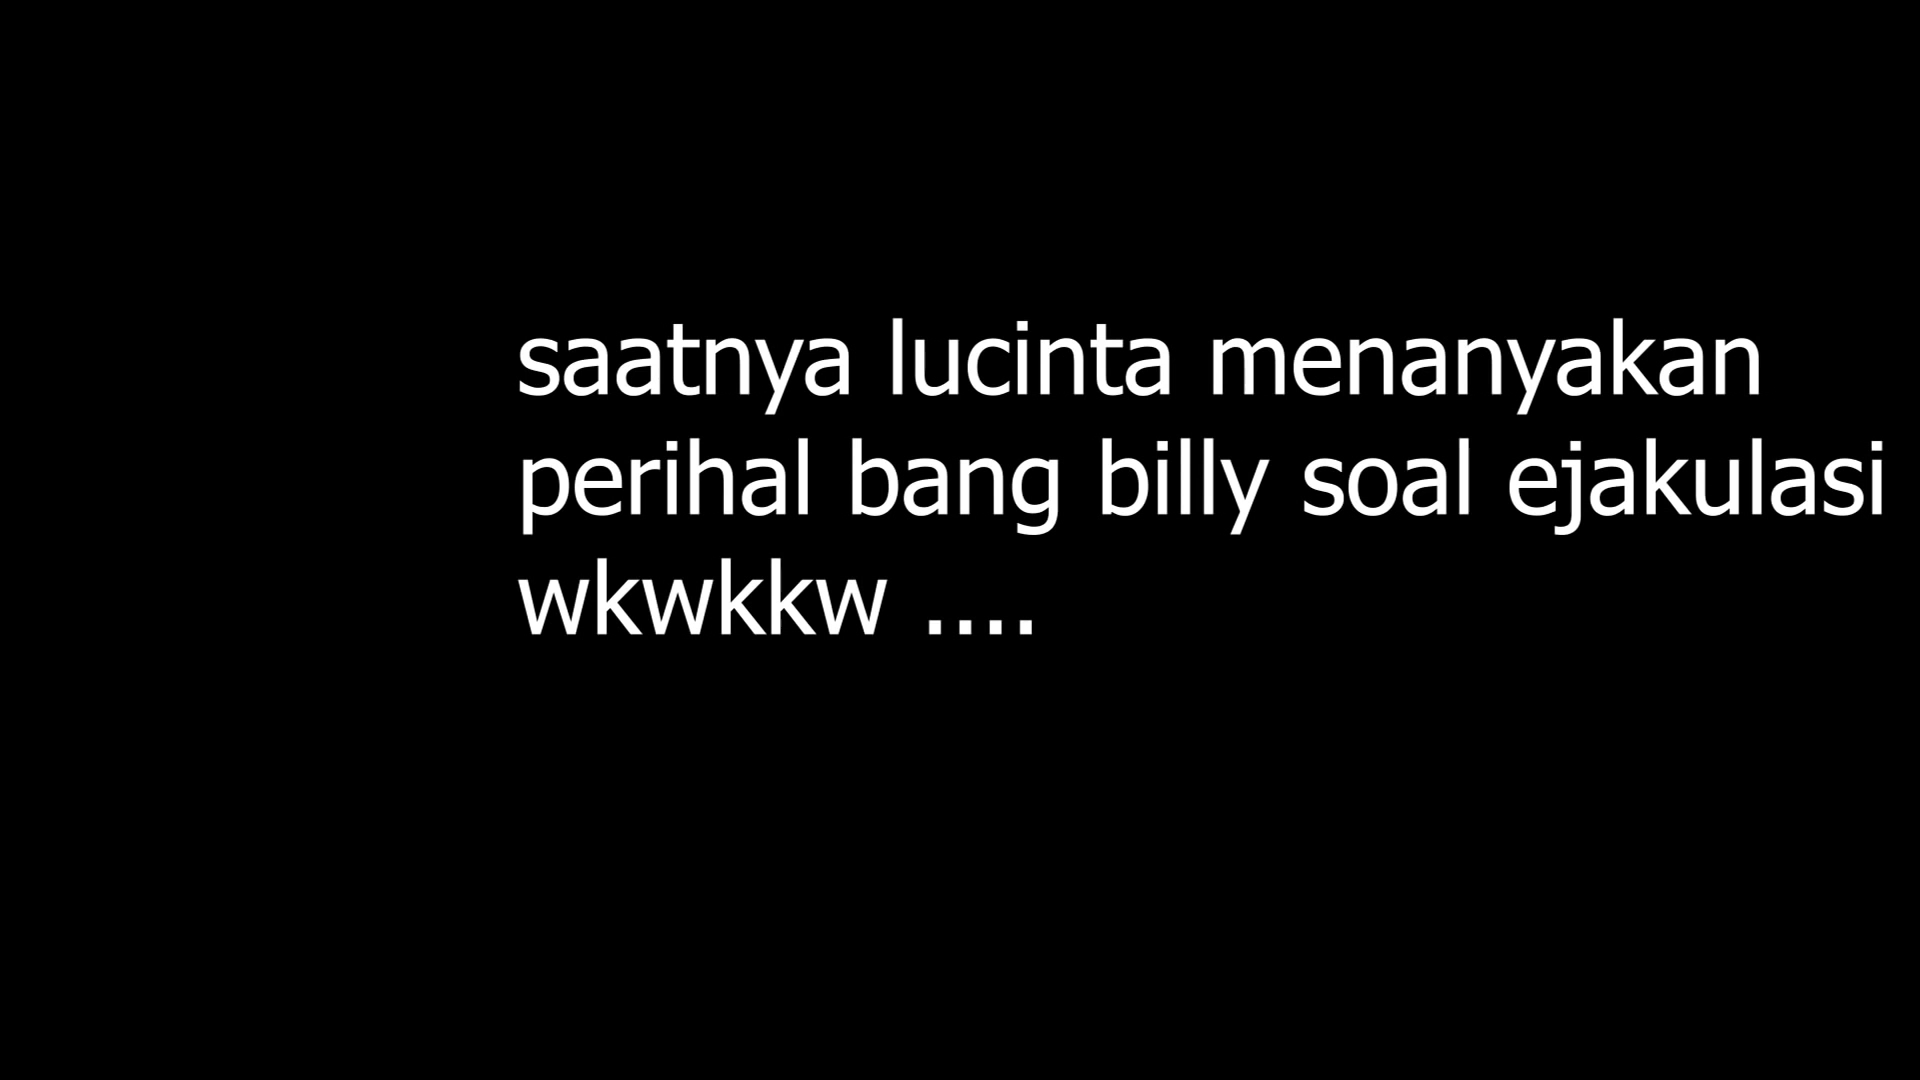 saatnya lucinta menanyakan
perihal bang billy soal ejakulasi
wkwkkw ....